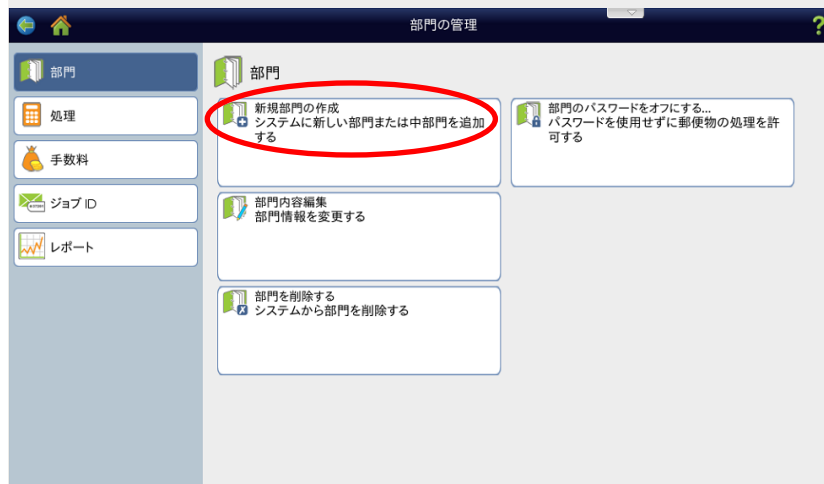 部門の管理
?
部門
処理
手数料
ジョブ ID
レポート
部門
新規部門の作成
システムに新しい部門または中部門を追加
する
部門のパスワードをオフにする...
パスワードを使用せずに郵便物の処理を許
可する
部門内容編集
部門情報を変更する
部門を削除する
システムから部門を削除する